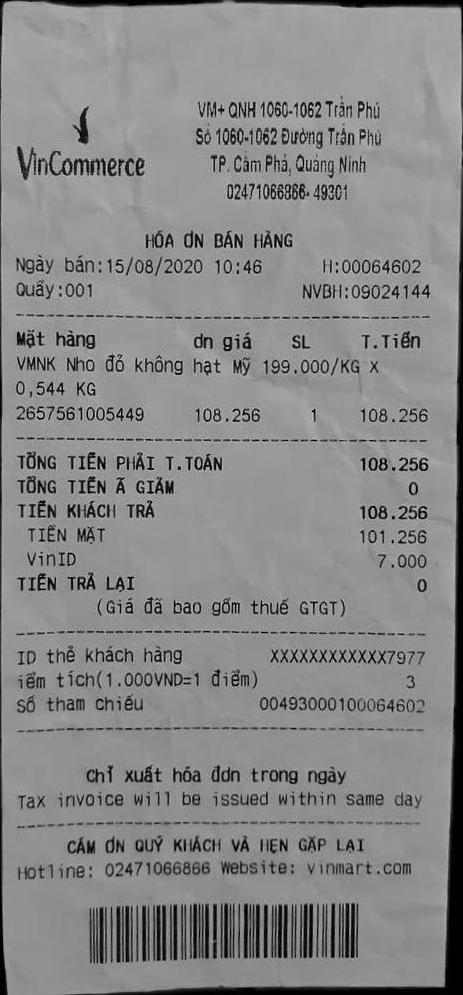 VinCommerce
VM+ QNH 1060-1062 Trần Phú
Số 1060-1062 Đường Trần Phú
TP. Cẩm Phả, Quảng Ninh
02471066866-49301
HÓA ƠN BÁN HÀNG
Ngày bán:15/08/2020 10:46 H:00064602
Quầy:001 NVBH:09024144
Mặt hàng ơn giá SL T.Tiền
VMNK Nho đỏ không hạt Mỹ 199.000/KG X
0,544 KG
2657561005449 108.256 1 108.256
TỔNG TIỀN PHẢI T.TOÁN 108.256
TỔNG TIỀN Ã GIẢM 0
TIỀN KHÁCH TRẢ 108.256
TIỀN MẶT 101.256
VinID 7.000
TIỀN TRẢ LẠI 0
(Giá đã bao gồm thuế GTGT)
ID thẻ khách hàng XXXXXXXXXXXX7977
iểm tích(1.000VND=1 điểm) 3
Số tham chiếu 00493000100064602
Chỉ xuất hóa đơn trong ngày
Tax invoice will be issued within same day
CẢM ƠN QUÝ KHÁCH VÀ HẸN GẶP LẠI
Hotline: 02471066866 Website: vinmart.com